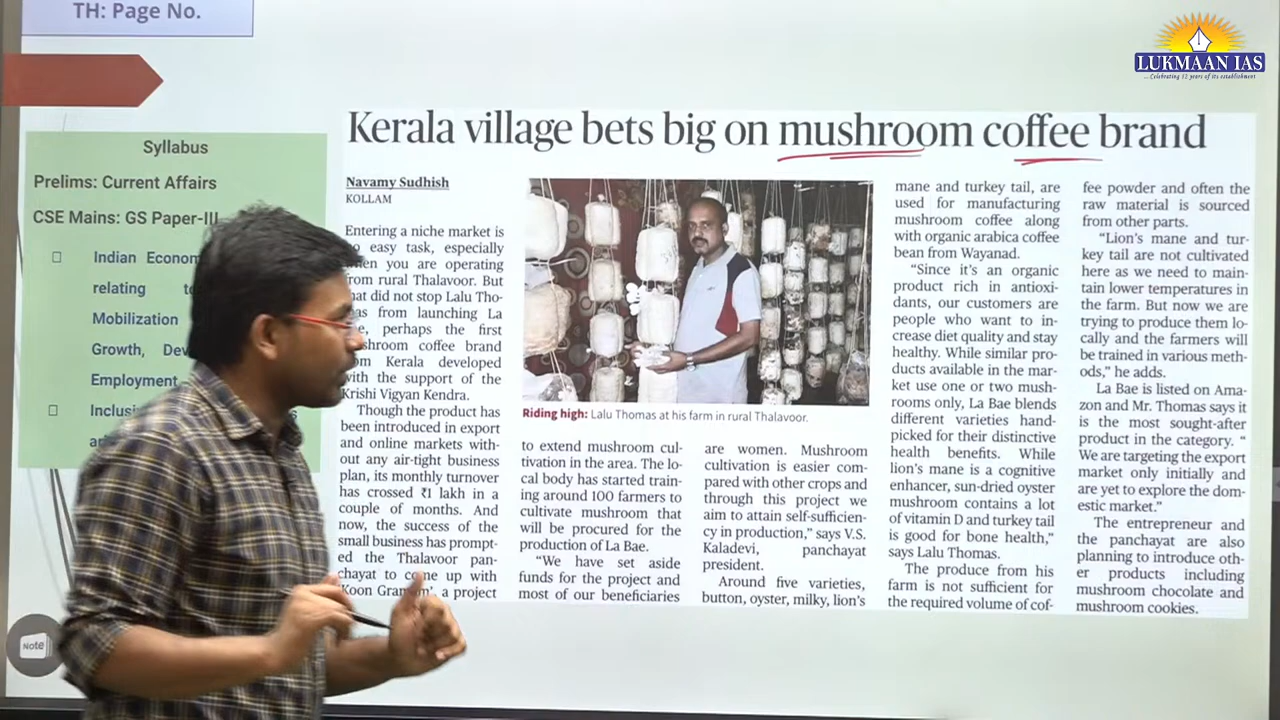 TH: Page No.
LUKMAAN IAS
...Celebrating 12 years of its establishment
Syllabus
Prelims: Current Affairs
CSE Mains: GS Paper-III
Indian
relating
Mobilization
Growth,
Employment
Note
Kerala village bets big on mushroom coffee brand
Navamy Sudhish
KOLLAM
Entering a niche market is
easy task, especially
when you are operating
from rural Thalavoor. But
that did not stop Lalu Tho-
from launching La
perhaps the first
mushroom coffee brand
from Kerala developed
with the support of the
Krishi Vigyan Kendra.
Though the product has
been introduced in export
and online markets with-
out any air-tight business
plan, its monthly turnover
has crossed ₹1 lakh in a
couple of months. And
now, the success of the
small business has prompt-
ed the Thalavoor pan-
chayat to come up with
a project
Riding high: Lalu Thomas at his farm in rural Thalavoor.
to extend mushroom cul-
tivation in the area. The lo-
cal body has started train-
ing around 100 farmers to
cultivate mushroom that
will be procured for the
production of La Bae.
“We have set aside
funds for the project and
most of our beneficiaries
are women. Mushroom
cultivation is easier com-
pared with other crops and
through this project we
aim to attain self-sufficien-
cy in production,” says V.S.
Kaladevi, panchayat
president.
Around five varieties,
button, oyster, milky, lion’s
mane and turkey tail, are
used for manufacturing
mushroom coffee along
with organic arabica coffee
bean from Wayanad.
“Since it’s an organic
product rich in antioxi-
dants, our customers are
people who want to in-
crease diet quality and stay
healthy. While similar pro-
ducts available in the mar-
ket use one or two mush-
rooms only, La Bae blends
different varieties hand-
picked for their distinctive
health benefits. While
lion’s mane is a cognitive
enhancer, sun-dried oyster
mushroom contains a lot
of vitamin D and turkey tail
is good for bone health,”
says Lalu Thomas.
The produce from his
farm is not sufficient for
the required volume of cof-
fee powder and often the
raw material is sourced
from other parts.
“Lion’s mane and tur-
key tail are not cultivated
here as we need to main-
tain lower temperatures in
the farm. But now we are
trying to produce them lo-
cally and the farmers will
be trained in various meth-
ods,” he adds.
La Bae is listed on Ama-
zon and Mr. Thomas says it
is the most sought-after
product in the category. “
We are targeting the export
market only initially and
are yet to explore the dom-
estic market.”
The entrepreneur and
the panchayat are also
planning to introduce oth-
er products including
mushroom chocolate and
mushroom cookies.